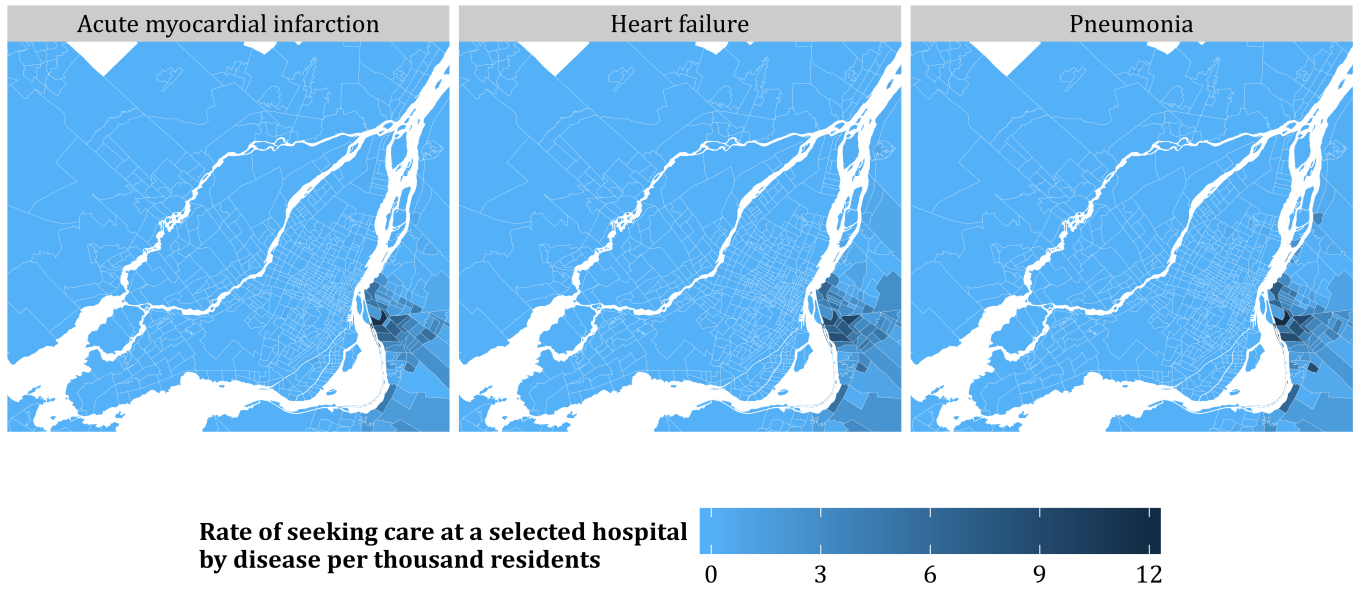 Acute myocardial infarction
Heart failure
Pneumonia
Rate of seeking care at a selected hospital
by disease per thousand residents
0 3 6 9 12